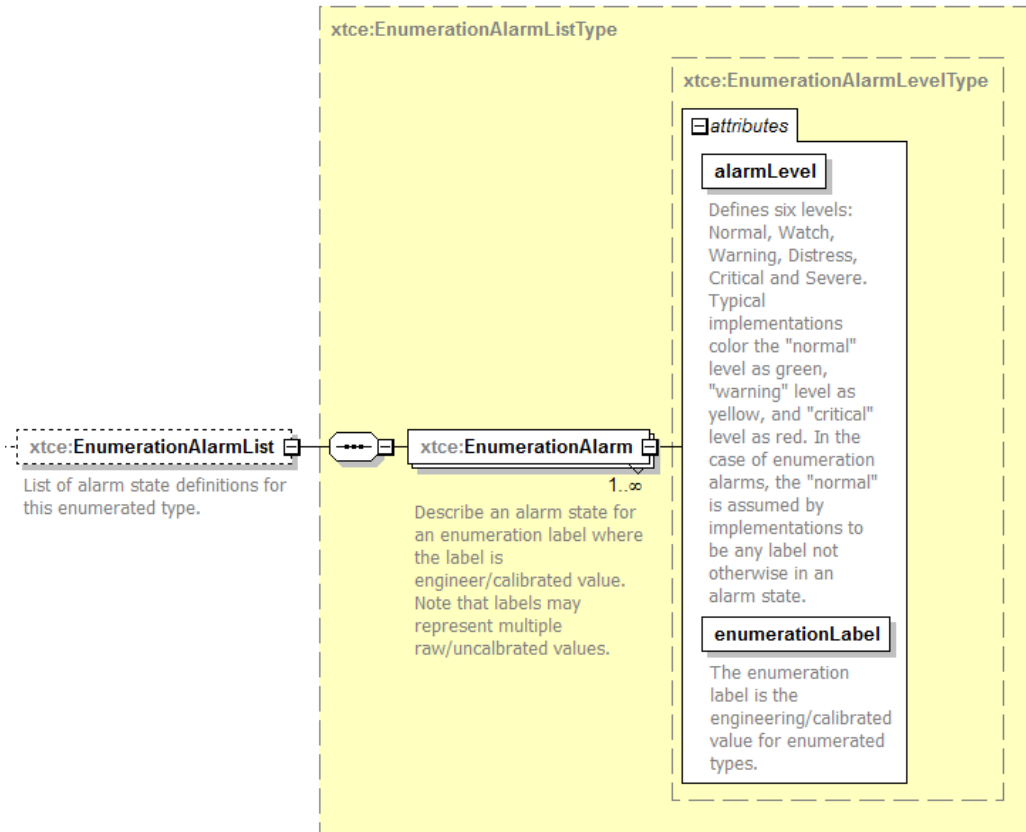 xtce:EnumerationAlarmListType
xtce:EnumerationAlarmLevelType
attributes
alarmLevel
Defines six levels:
Normal, Watch,
Warning, Distress,
Critical and Severe.
Typical
implementations
color the "normal"
level as green,
"warning" level as
yellow, and "critical"
level as red. In the
case of enumeration
alarms, the "normal"
is assumed by
implementations to
be any label not
otherwise in an
alarm state.
xtce:EnumerationAlarmList
List of alarm state definitions for
this enumerated type.
xtce:EnumerationAlarm
1..∞
Describe an alarm state for
an enumeration label where
the label is
engineer/calibrated value.
Note that labels may
represent multiple
raw/uncalbrated values.
enumerationLabel
The enumeration
label is the
engineering/calibrated
value for enumerated
types.